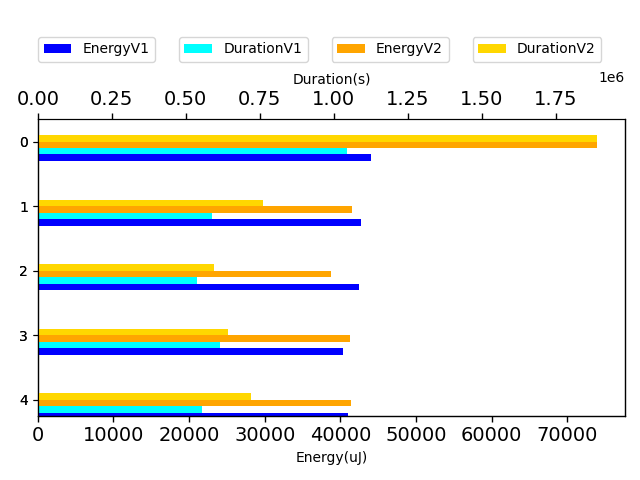 EnergyV1 DurationV1 EnergyV2 DurationV2
Duration(s)
1e6
0.00 0.25 0.50 0.75 1.00 1.25 1.50 1.75
0
1
2
3
4
0 10000 20000 30000 40000 50000 60000 70000
Energy(uJ)